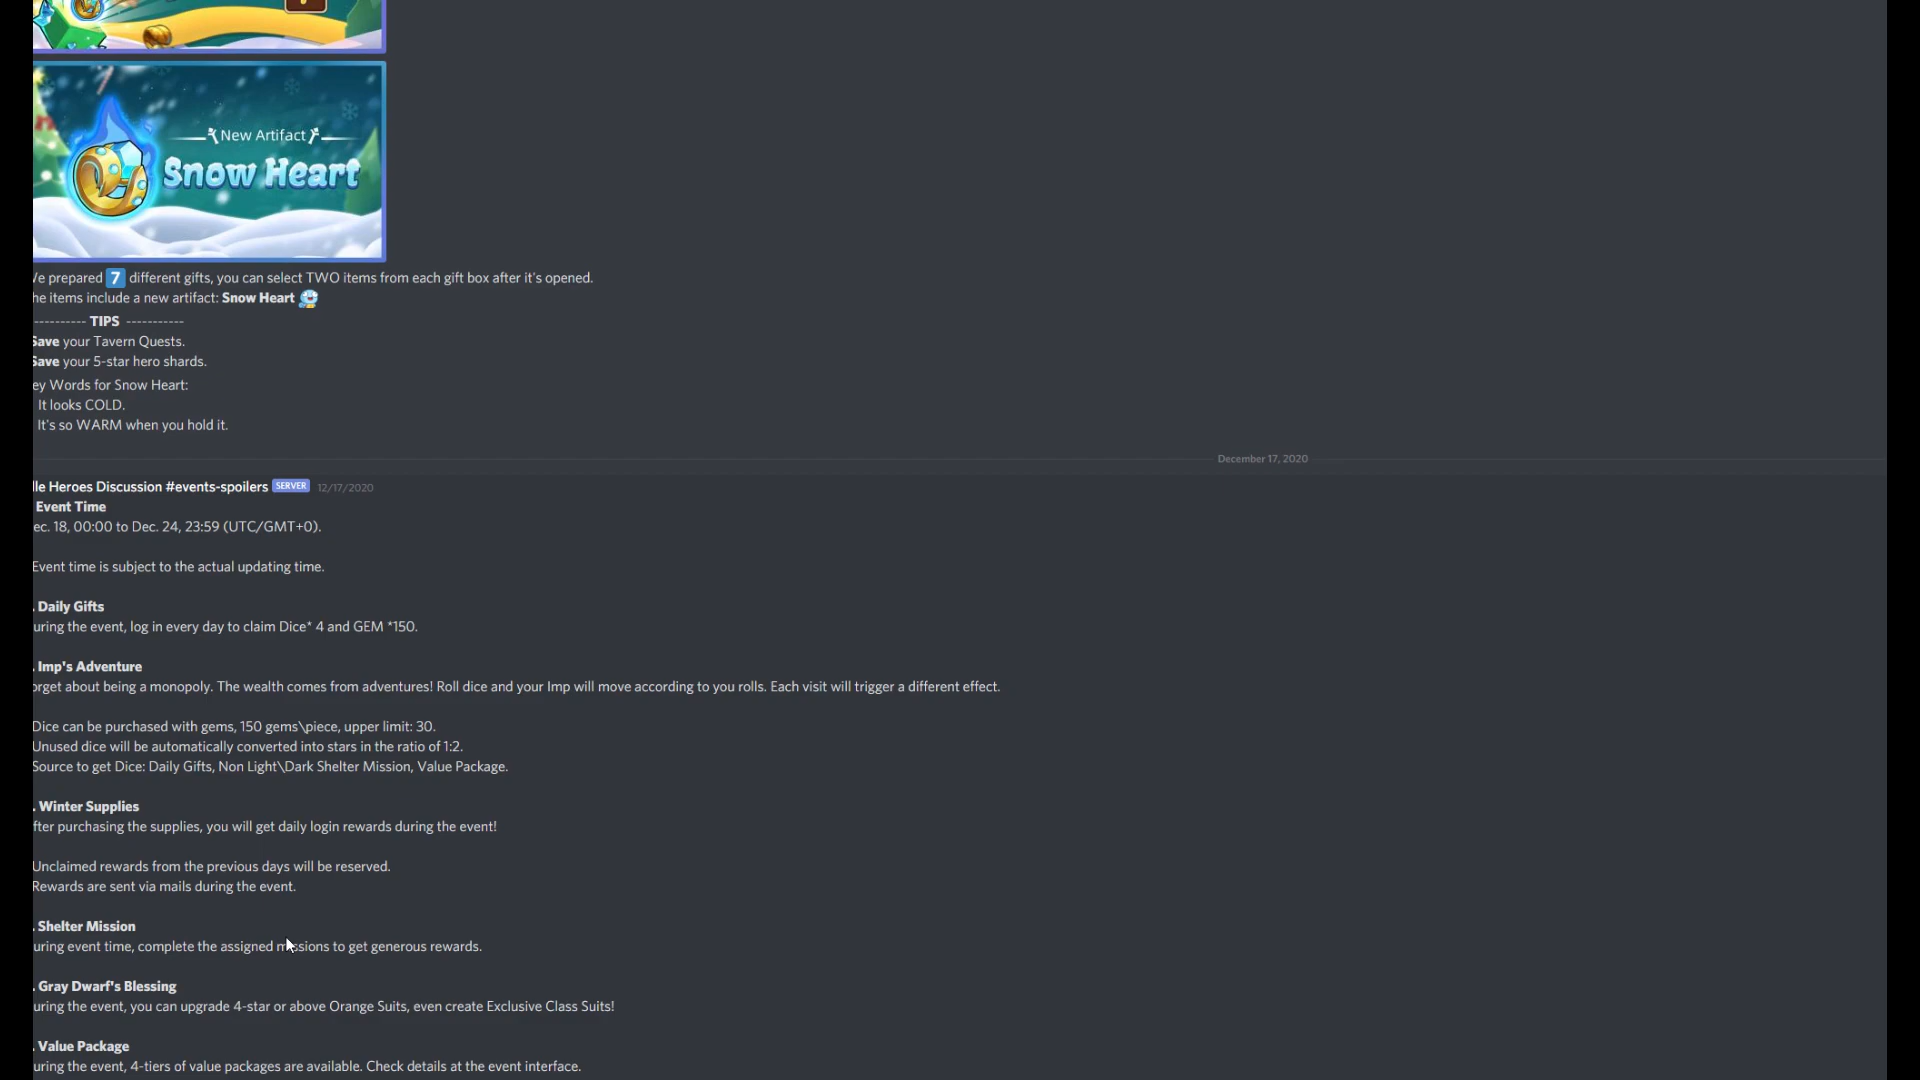 New Artifact
Snow Heart
e prepared 7 different gifts, you can select TWO items from each gift box after it's opened.
he items include a new artifact: Snow Heart
---------- TIPS -----------
Save your Tavern Quests.
Save your 5-star hero shards.
ey Words for Snow Heart:
It looks COLD.
It's so WARM when you hold it.
December 17, 2020
lle Heroes Discussion #events-spoilers SERVER 12/17/2020
Event Time
ec. 18, 00:00 to Dec. 24, 23:59 (UTC/GMT+0).
Event time is subject to the actual updating time.
. Daily Gifts
uring the event, log in every day to claim Dice* 4 and GEM *150.
. Imp's Adventure
orget about being a monopoly. The wealth comes from adventures! Roll dice and your Imp will move according to you rolls. Each visit will trigger a different effect.
Dice can be purchased with gems, 150 gems\piece, upper limit: 30.
Unused dice will be automatically converted into stars in the ratio of 1:2.
Source to get Dice: Daily Gifts, Non Light\Dark Shelter Mission, Value Package.
. Winter Supplies
fter purchasing the supplies, you will get daily login rewards during the event!
Unclaimed rewards from the previous days will be reserved.
Rewards are sent via mails during the event.
. Shelter Mission
uring event time, complete the assigned missions to get generous rewards.
. Gray Dwarf's Blessing
uring the event, you can upgrade 4-star or above Orange Suits, even create Exclusive Class Suits!
. Value Package
uring the event, 4-tiers of value packages are available. Check details at the event interface.